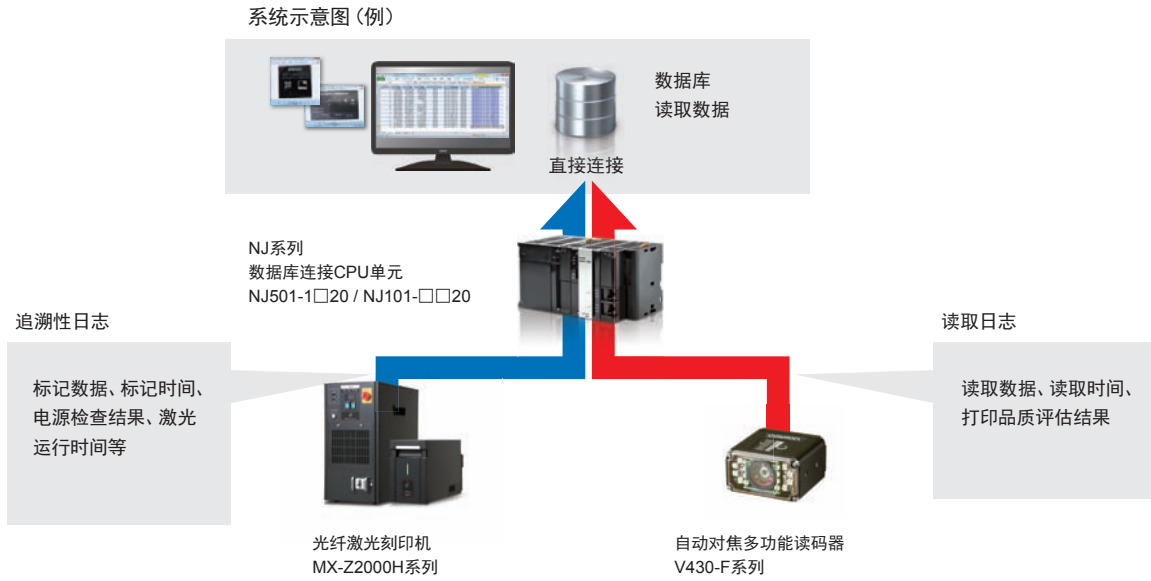 系统示意图（例）
数据库
读取数据
直接连接
NJ系列
数据库连接CPU单元
NJ501-1□20 / NJ101-□□20
追溯性日志
标记数据、标记时间、
电源检查结果、激光
运行时间等
读取日志
读取数据、读取时间、
打印品质评估结果
光纤激光刻印机
MX-Z2000H系列
自动对焦多功能读码器
V430-F系列